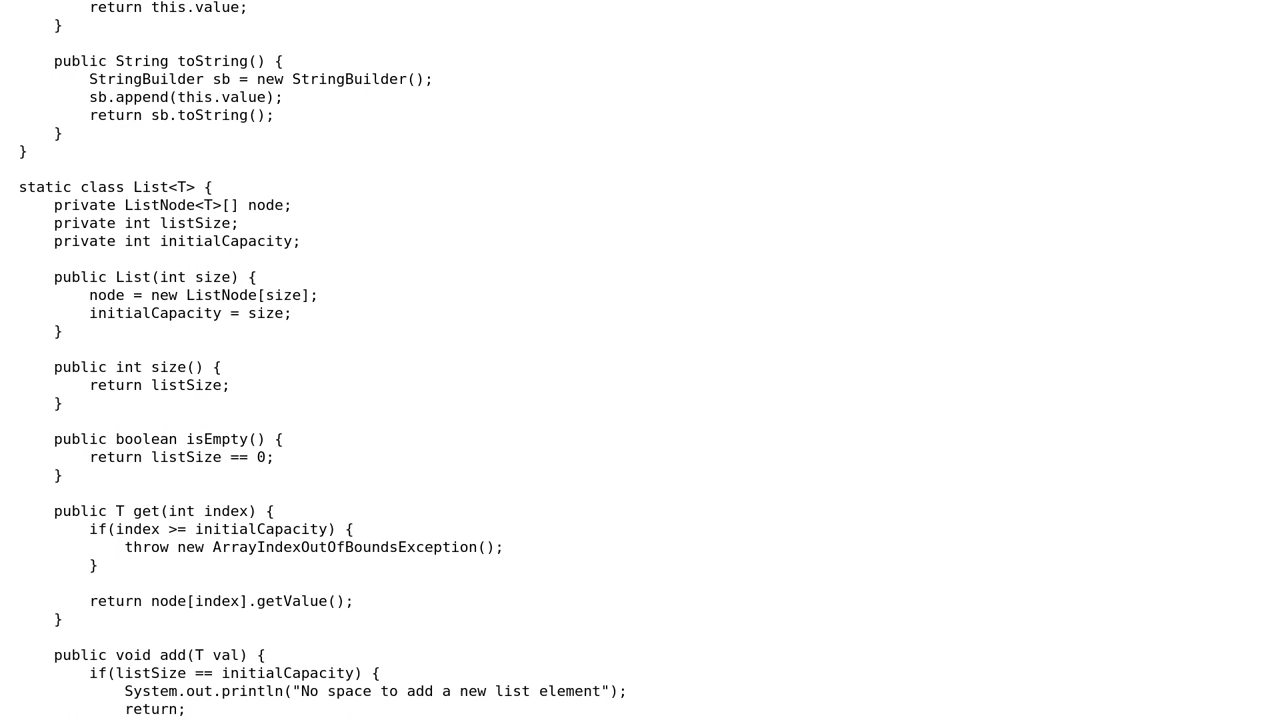 return this.value;
    }

    public String toString() {
        StringBuilder sb = new StringBuilder();
        sb.append(this.value);
        return sb.toString();
    }
}

static class List<T> {
    private ListNode<T>[] node;
    private int listSize;
    private int initialCapacity;

    public List(int size) {
        node = new ListNode[size];
        initialCapacity = size;
    }

    public int size() {
        return listSize;
    }

    public boolean isEmpty() {
        return listSize == 0;
    }

    public T get(int index) {
        if(index >= initialCapacity) {
            throw new ArrayIndexOutOfBoundsException();
        }

        return node[index].getValue();
    }

    public void add(T val) {
        if(listSize == initialCapacity) {
            System.out.println("No space to add a new list element");
            return;